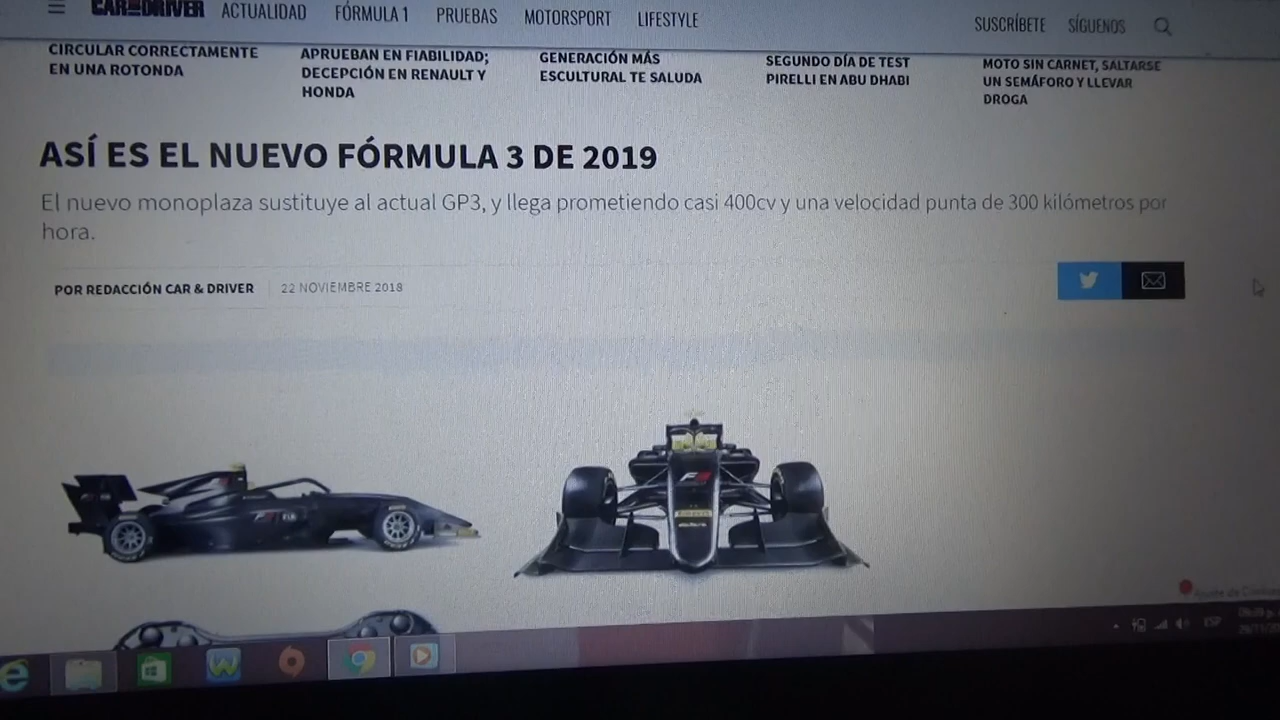 CAR AND DRIVER ACTUALIDAD FÓRMULA 1 PRUEBAS MOTORSPORT LIFESTYLE SUSCRÍBETE SÍGUENOS
CIRCULAR CORRECTAMENTE
EN UNA ROTONDA
APRUEBAN EN FIABILIDAD;
DECEPCIÓN EN RENAULT Y
HONDA
GENERACIÓN MÁS
ESCULTURAL TE SALUDA
SEGUNDO DÍA DE TEST
PIRELLI EN ABU DHABI
MOTO SIN CARNET, SALTARSE
UN SEMÁFORO Y LLEVAR
DROGA
ASÍ ES EL NUEVO FÓRMULA 3 DE 2019
El nuevo monoplaza sustituye al actual GP3, y llega prometiendo casi 400cv y una velocidad punta de 300 kilómetros por
hora.
POR REDACCIÓN CAR & DRIVER 22 NOVIEMBRE 2018
ESP